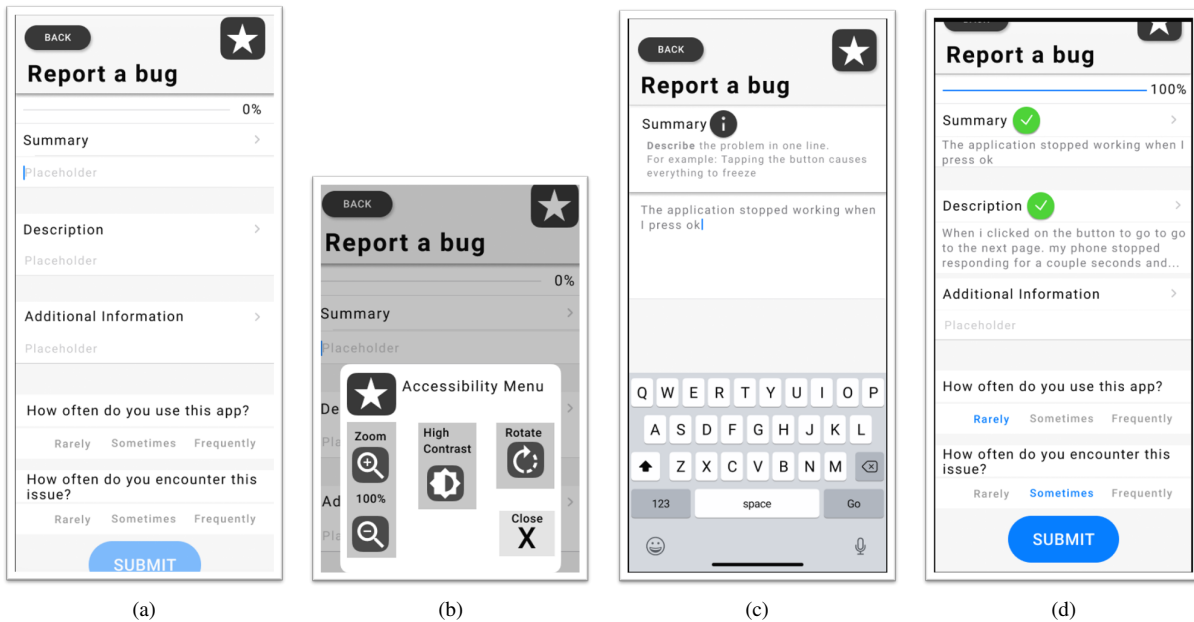 BACK
Report a bug
0%
Summary
Placeholder
Description
Placeholder
Additional Information
Placeholder
How often do you use this app?
Rarely Sometimes Frequently
How often do you encounter this
issue?
Rarely Sometimes Frequently
SUBMIT
(a)
BACK
Report a bug
0%
Summary
Placeholder
De
Pla
Ad
Pla
Accessibility Menu
Zoom
100%
High
Contrast
Rotate
Close
X
(b)
BACK
Report a bug
Summary i
Describe the problem in one line.
For example: Tapping the button causes
everything to freeze
The application stopped working when
I press ok
Q W E R T Y U I O P
A S D F G H J K L
Z X C V B N M
123 space Go
(c)
Report a bug
100%
Summary
The application stopped working when I
press ok
Description
When i clicked on the button to go to go
to the next page. my phone stopped
responding for a couple seconds and...
Additional Information
Placeholder
How often do you use this app?
Rarely Sometimes Frequently
How often do you encounter this
issue?
Rarely Sometimes Frequently
SUBMIT
(d)